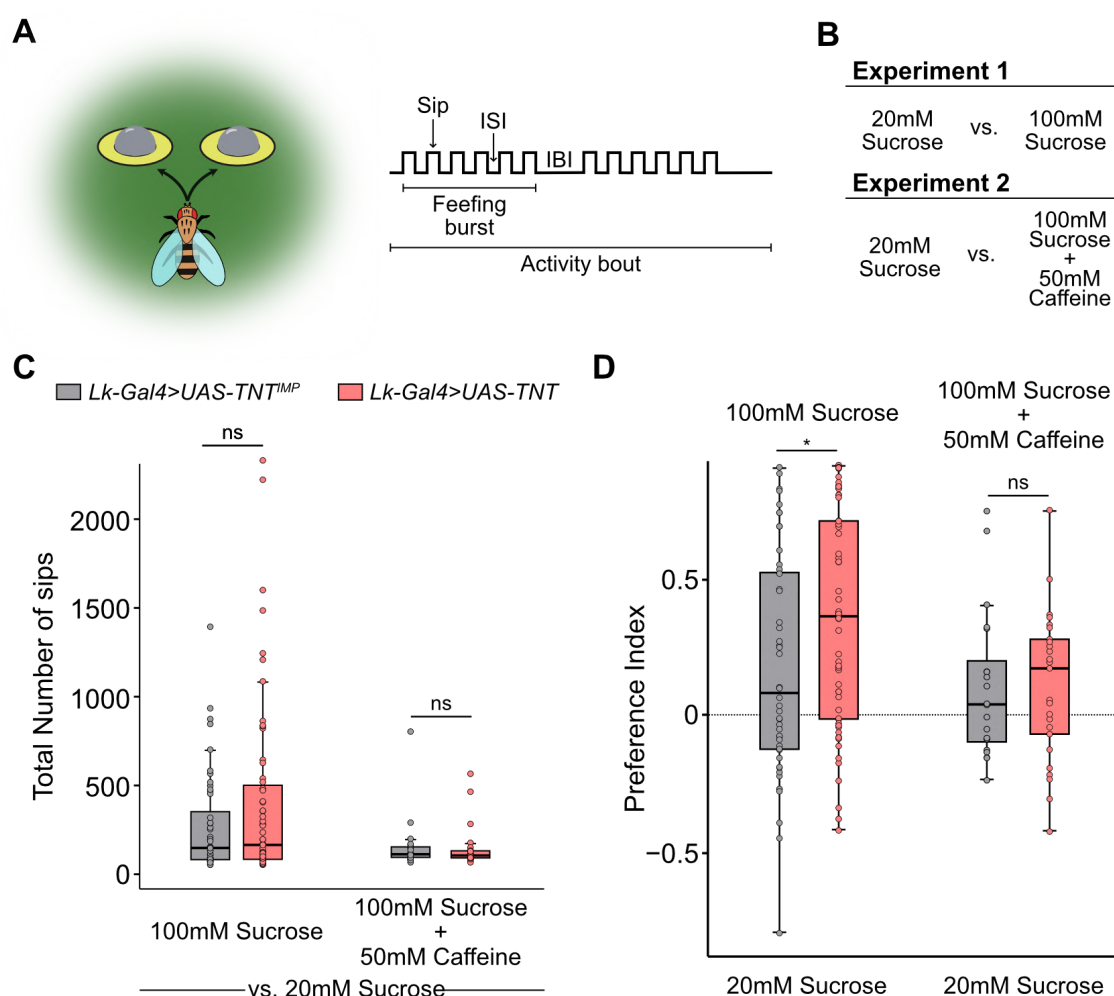 A
Sip
ISI
IBI
Feefing
burst
Activity bout
B
Experiment 1
20mM
Sucrose
vs.
100mM
Sucrose
Experiment 2
20mM
Sucrose
vs.
100mM
Sucrose
+
50mM
Caffeine
C
Lk-Gal4>UAS-TNT^IMP
Lk-Gal4>UAS-TNT
Total Number of sips
2000
1500
1000
500
0
ns
ns
100mM Sucrose
100mM Sucrose
+
50mM Caffeine
vs. 20mM Sucrose
D
100mM Sucrose
100mM Sucrose
+
50mM Caffeine
*
ns
Preference Index
0.5
0
−0.5
20mM Sucrose
20mM Sucrose